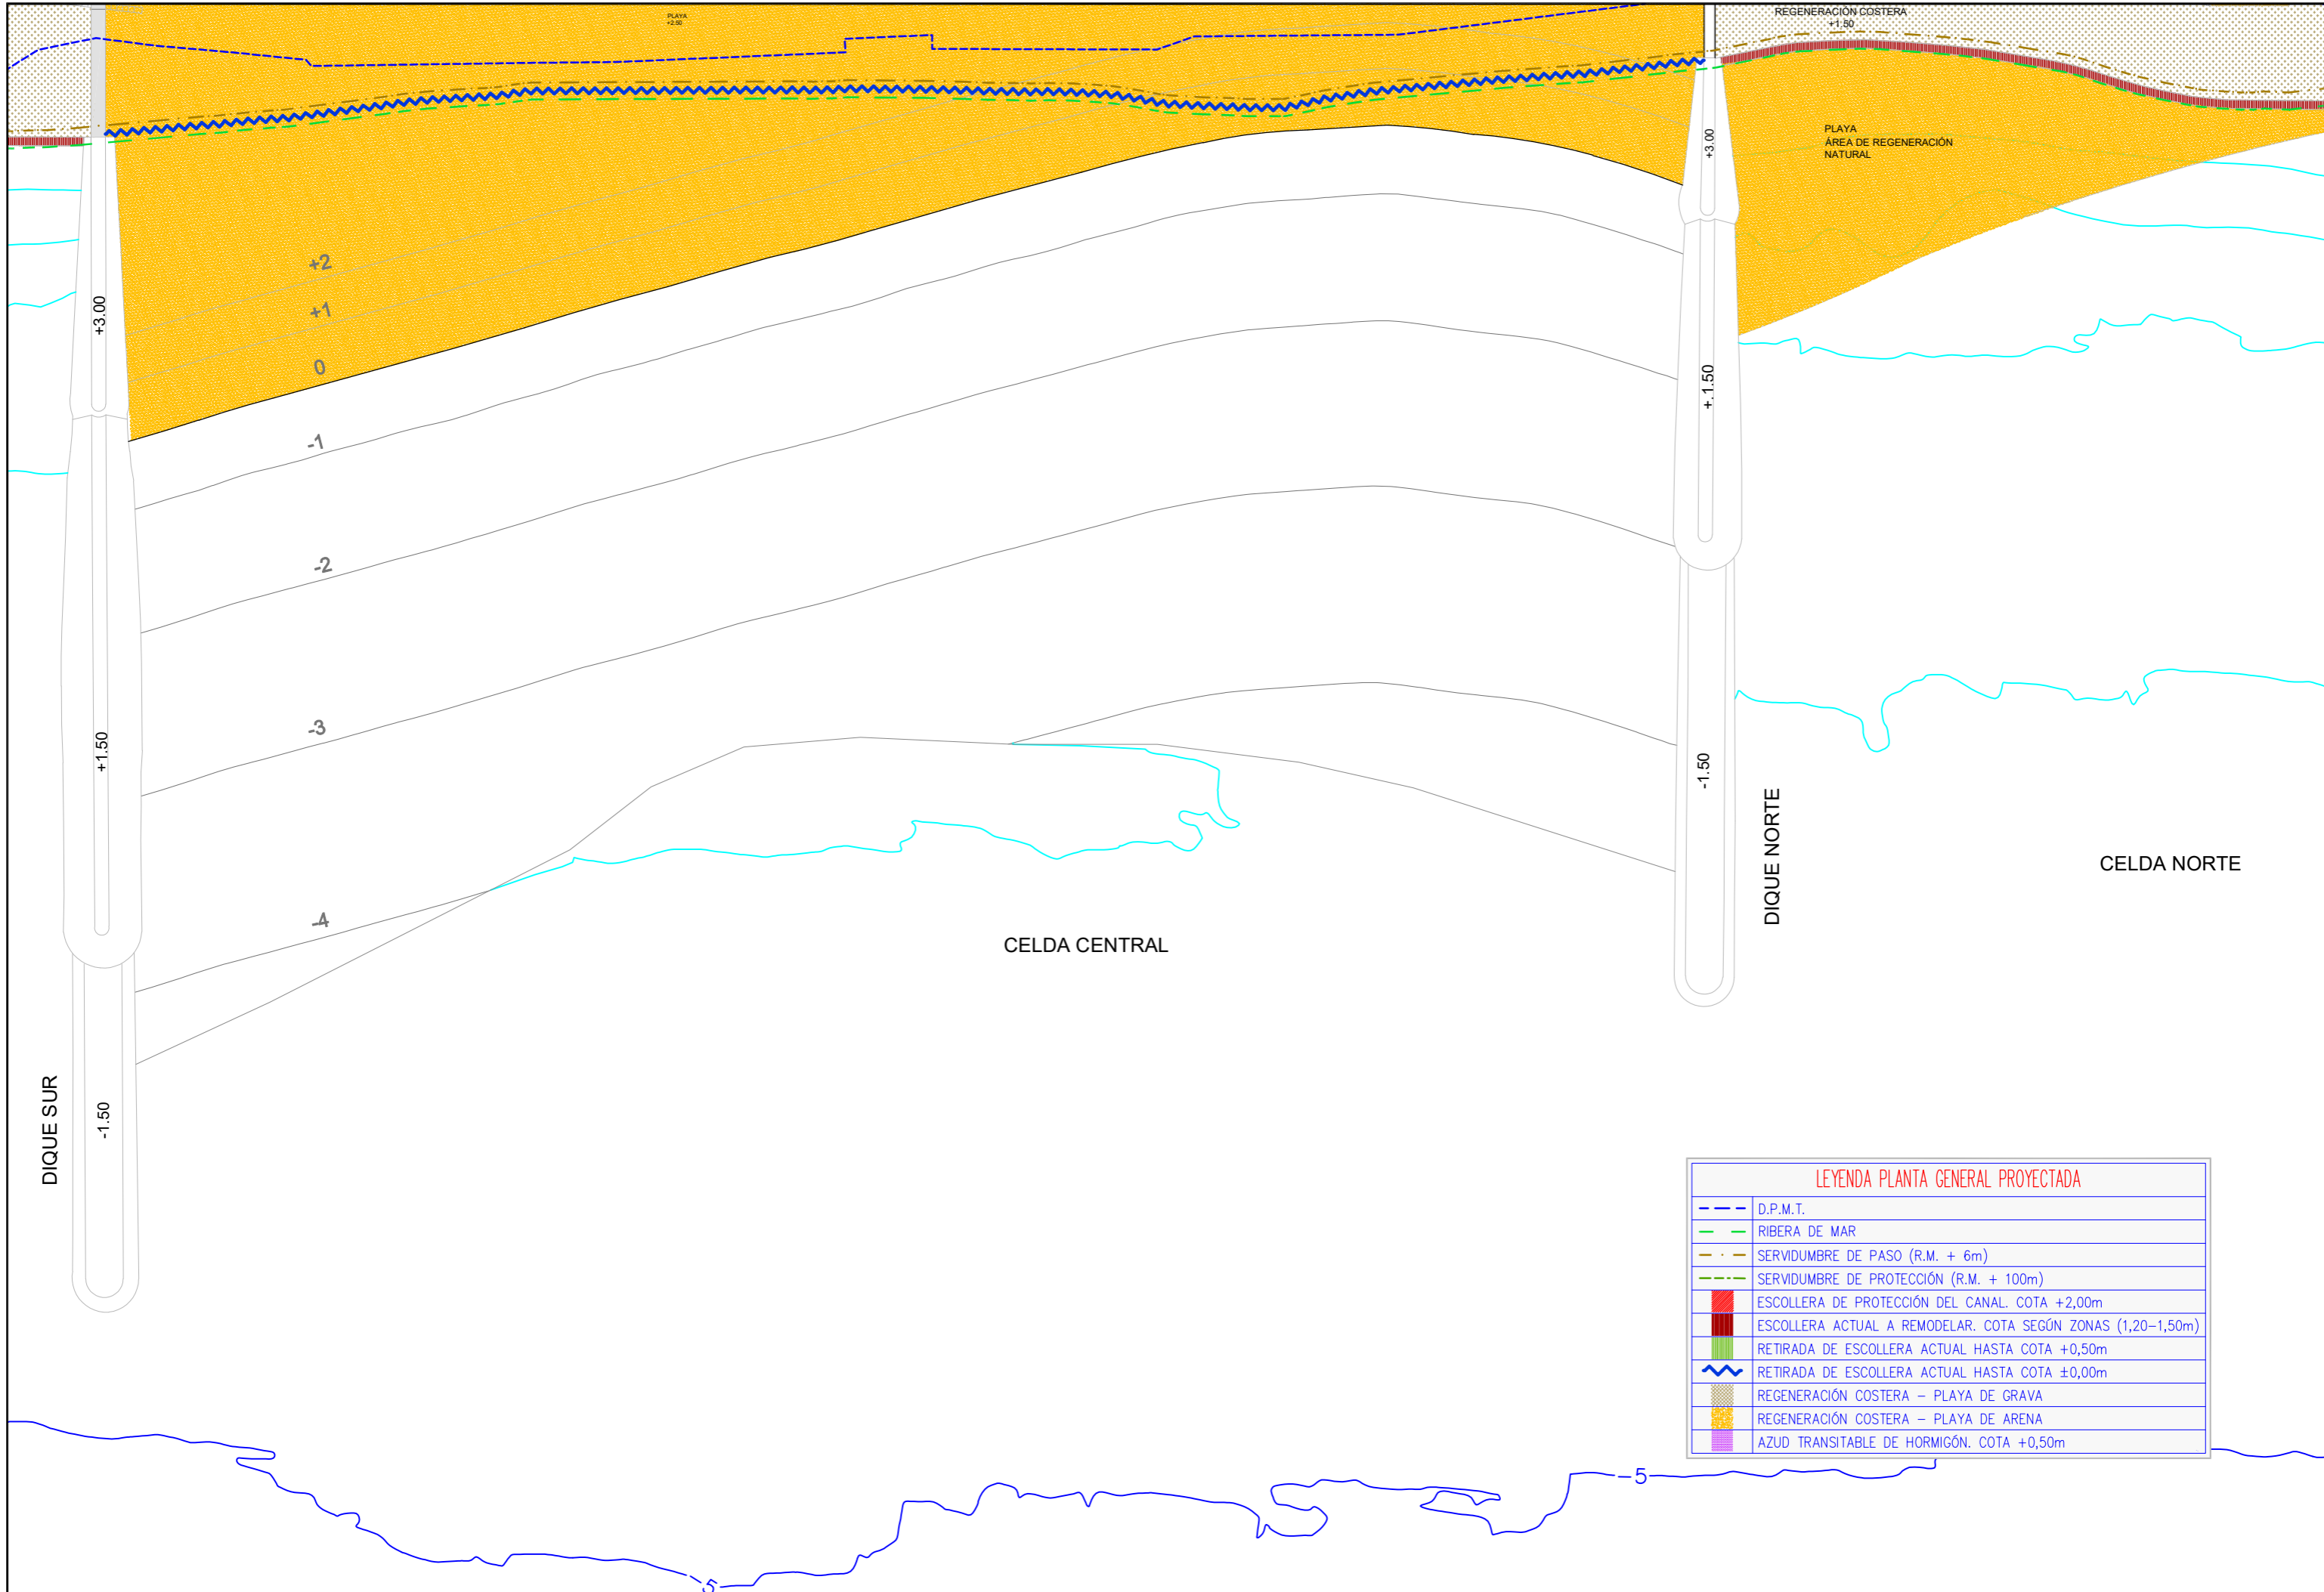 PLAYA
+2.50
REGENERACIÓN COSTERA
+1.50
PLAYA
ÁREA DE REGENERACIÓN
NATURAL
+3.00
+3.00
+2
+1
0
-1
-2
-3
-4
+.1.50
+1.50
-1.50
-1.50
DIQUE NORTE
DIQUE SUR
CELDA NORTE
CELDA CENTRAL
LEYENDA PLANTA GENERAL PROYECTADA
D.P.M.T.
RIBERA DE MAR
SERVIDUMBRE DE PASO (R.M. + 6m)
SERVIDUMBRE DE PROTECCIÓN (R.M. + 100m)
ESCOLLERA DE PROTECCIÓN DEL CANAL. COTA +2,00m
ESCOLLERA ACTUAL A REMODELAR. COTA SEGÚN ZONAS (1,20-1,50m)
RETIRADA DE ESCOLLERA ACTUAL HASTA COTA +0,50m
RETIRADA DE ESCOLLERA ACTUAL HASTA COTA ±0,00m
REGENERACIÓN COSTERA - PLAYA DE GRAVA
REGENERACIÓN COSTERA - PLAYA DE ARENA
AZUD TRANSITABLE DE HORMIGÓN. COTA +0,50m
-5
-5